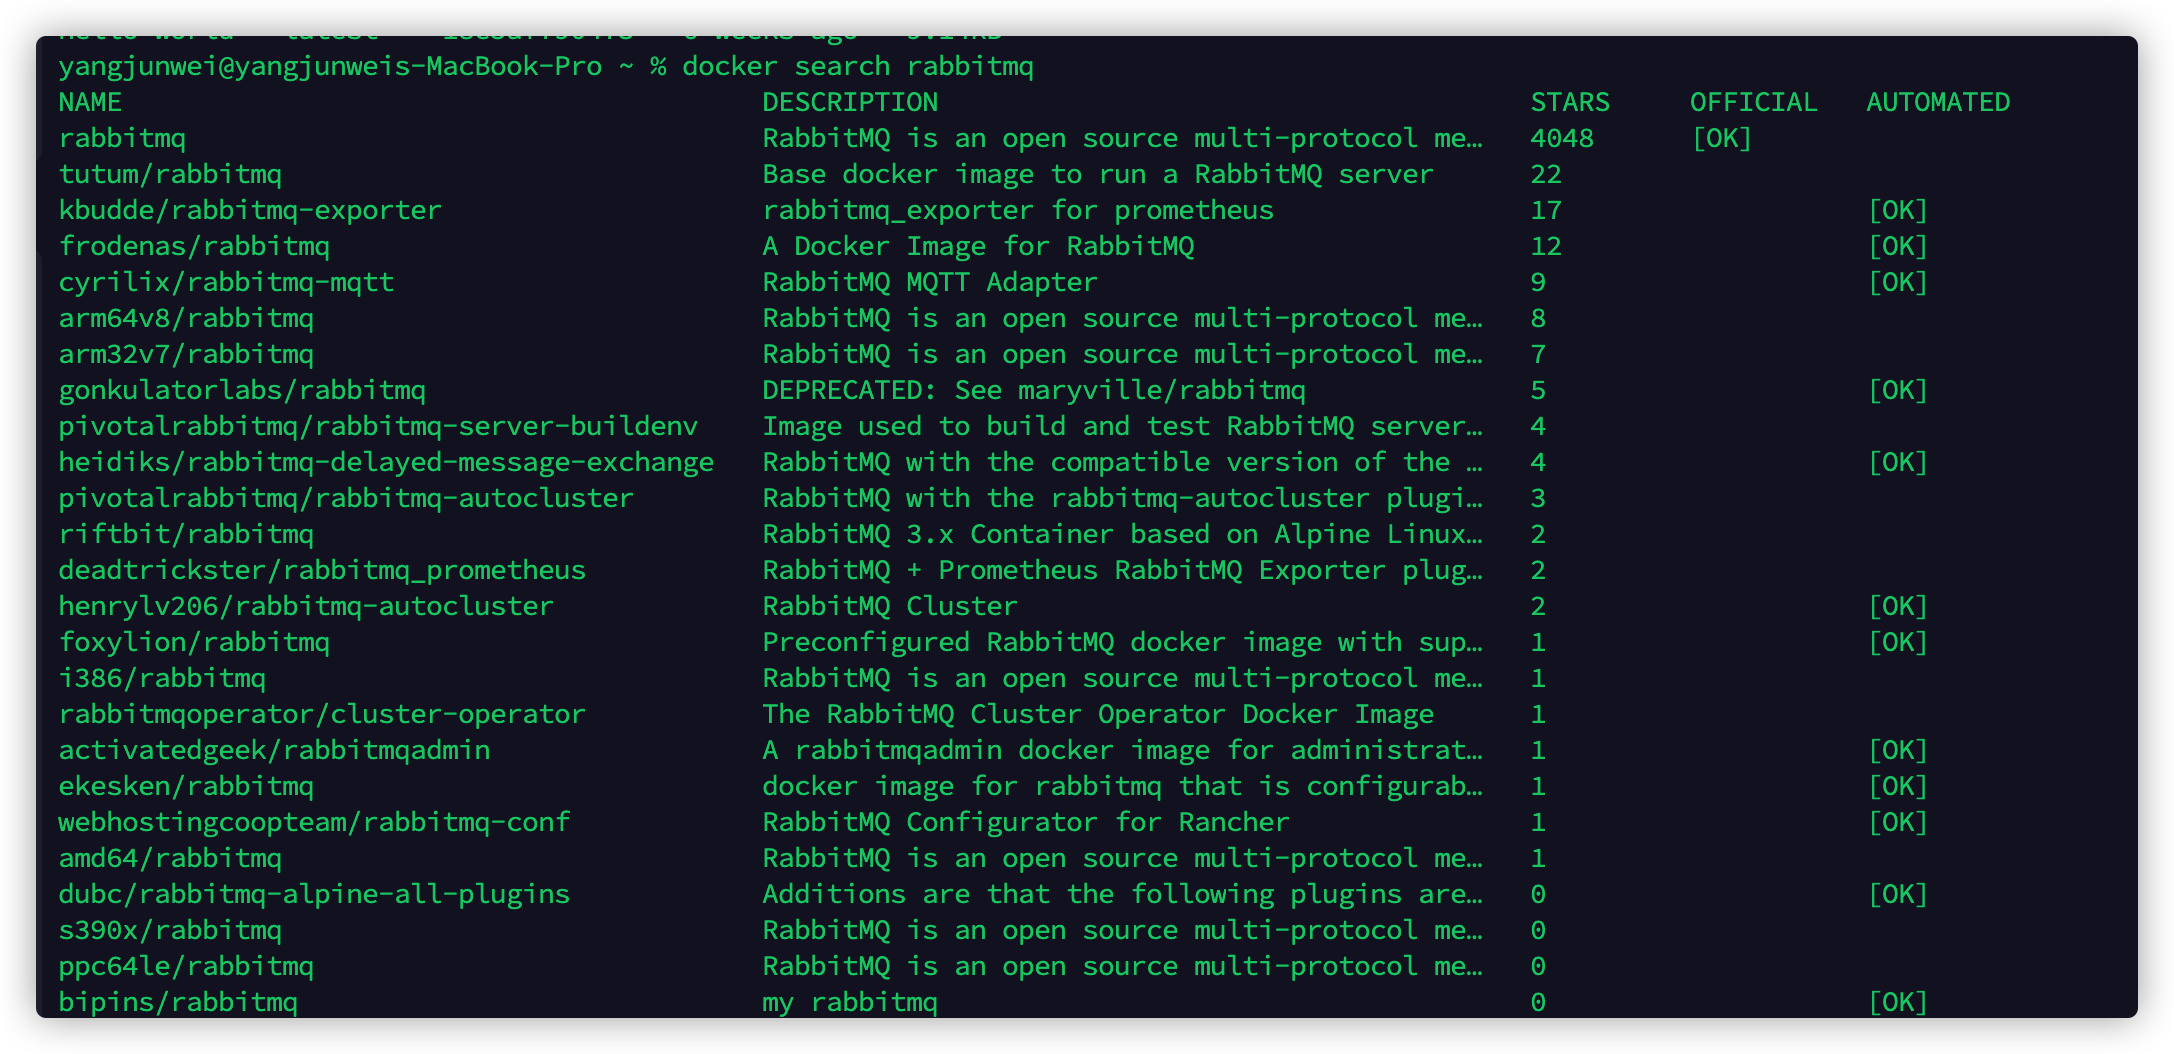 yangjunwei@yangjunweis-MacBook-Pro ~ % docker search rabbitmq
NAME DESCRIPTION STARS OFFICIAL AUTOMATED
rabbitmq RabbitMQ is an open source multi-protocol me… 4048 [OK]
tutum/rabbitmq Base docker image to run a RabbitMQ server 22
kbudde/rabbitmq-exporter rabbitmq_exporter for prometheus 17 [OK]
frodenas/rabbitmq A Docker Image for RabbitMQ 12 [OK]
cyrilix/rabbitmq-mqtt RabbitMQ MQTT Adapter 9 [OK]
arm64v8/rabbitmq RabbitMQ is an open source multi-protocol me… 8
arm32v7/rabbitmq RabbitMQ is an open source multi-protocol me… 7
gonkulatorlabs/rabbitmq DEPRECATED: See maryville/rabbitmq 5 [OK]
pivotalrabbitmq/rabbitmq-server-buildenv Image used to build and test RabbitMQ server… 4
heidiks/rabbitmq-delayed-message-exchange RabbitMQ with the compatible version of the … 4 [OK]
pivotalrabbitmq/rabbitmq-autocluster RabbitMQ with the rabbitmq-autocluster plugi… 3
riftbit/rabbitmq RabbitMQ 3.x Container based on Alpine Linux… 2
deadtrickster/rabbitmq_prometheus RabbitMQ + Prometheus RabbitMQ Exporter plug… 2
henrylv206/rabbitmq-autocluster RabbitMQ Cluster 2 [OK]
foxylion/rabbitmq Preconfigured RabbitMQ docker image with sup… 1 [OK]
i386/rabbitmq RabbitMQ is an open source multi-protocol me… 1
rabbitmqoperator/cluster-operator The RabbitMQ Cluster Operator Docker Image 1
activatedgeek/rabbitmqadmin A rabbitmqadmin docker image for administrat… 1 [OK]
ekesken/rabbitmq docker image for rabbitmq that is configurab… 1 [OK]
webhostingcoopteam/rabbitmq-conf RabbitMQ Configurator for Rancher 1 [OK]
amd64/rabbitmq RabbitMQ is an open source multi-protocol me… 1
dubc/rabbitmq-alpine-all-plugins Additions are that the following plugins are… 0 [OK]
s390x/rabbitmq RabbitMQ is an open source multi-protocol me… 0
ppc64le/rabbitmq RabbitMQ is an open source multi-protocol me… 0
bipins/rabbitmq my rabbitmq 0 [OK]